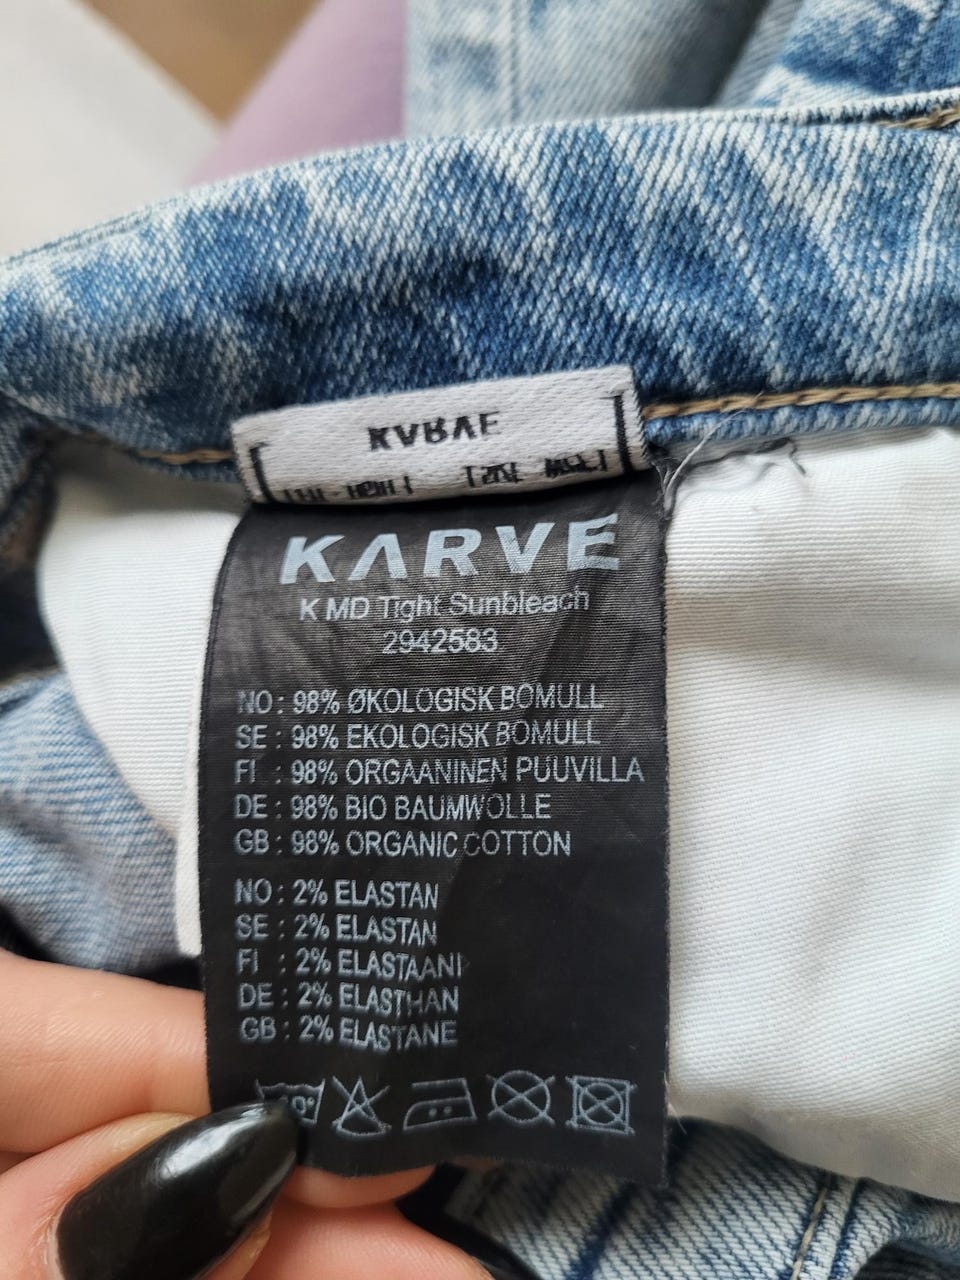 KARVE
KARVE
K MD Tight Sunbleach
2942583
NO : 98% ØKOLOGISK BOMULL
SE : 98% EKOLOGISK BOMULL
FI : 98% ORGAANINEN PUUVILLA
DE : 98% BIO BAUMWOLLE
GB : 98% ORGANIC COTTON
NO : 2% ELASTAN
SE : 2% ELASTAN
FI : 2% ELASTAANI
DE : 2% ELASTHAN
GB : 2% ELASTANE